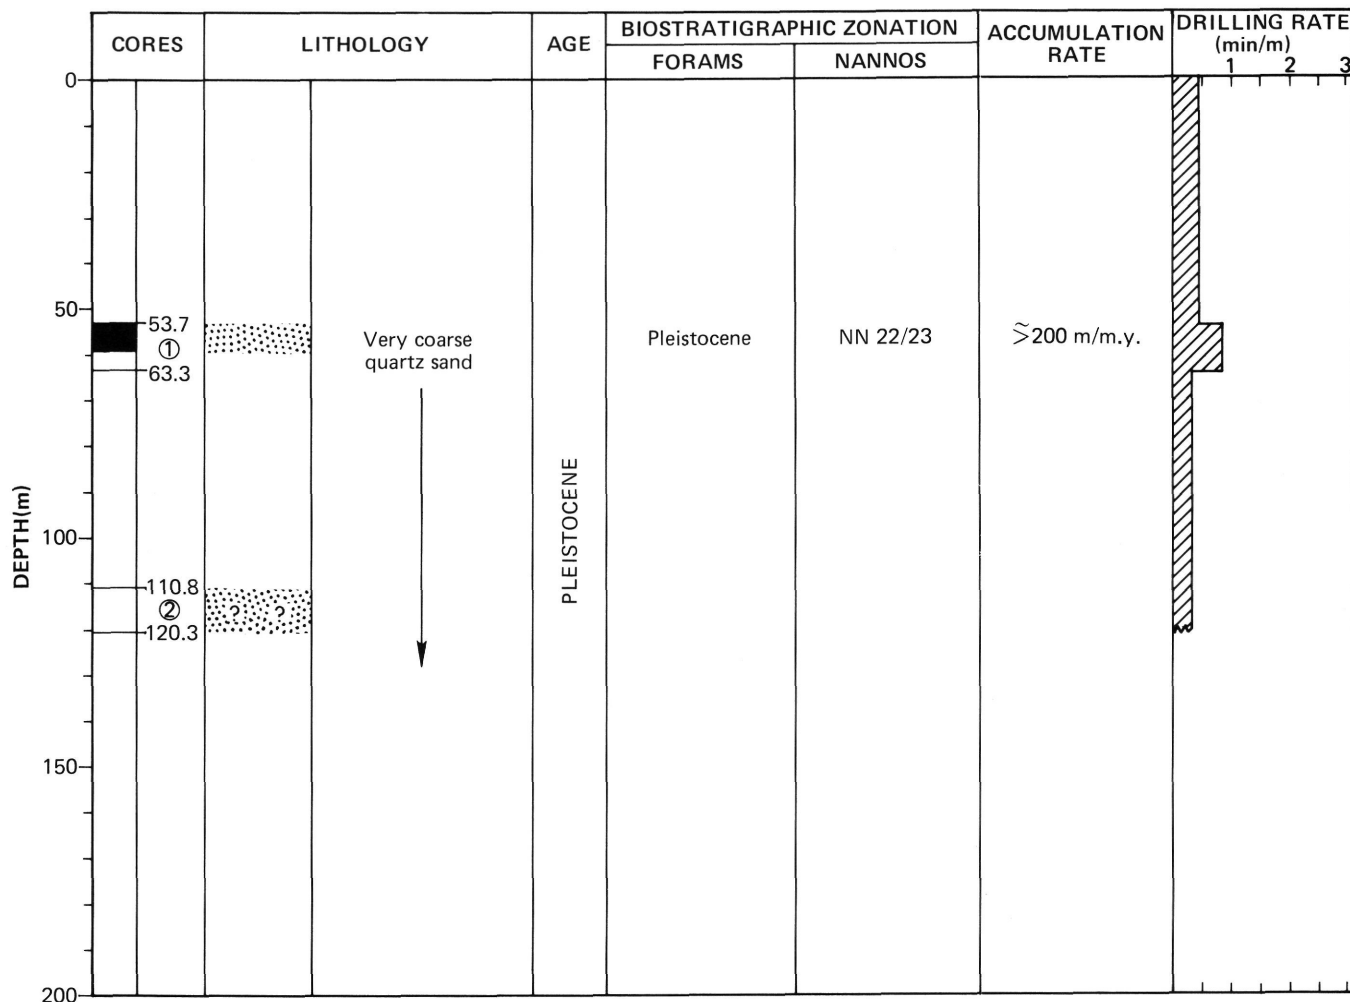 CORES
LITHOLOGY
AGE
BIOSTRATIGRAPHIC ZONATION
FORAMS
NANNOS
ACCUMULATION
RATE
DRILLING RATE
(min/m)
1 2 3
0
50
53.7
①
63.3
Very coarse
quartz sand
Pleistocene
NN 22/23
≳200 m/m.y.
DEPTH(m)
PLEISTOCENE
100
110.8
②
? ?
120.3
150
200